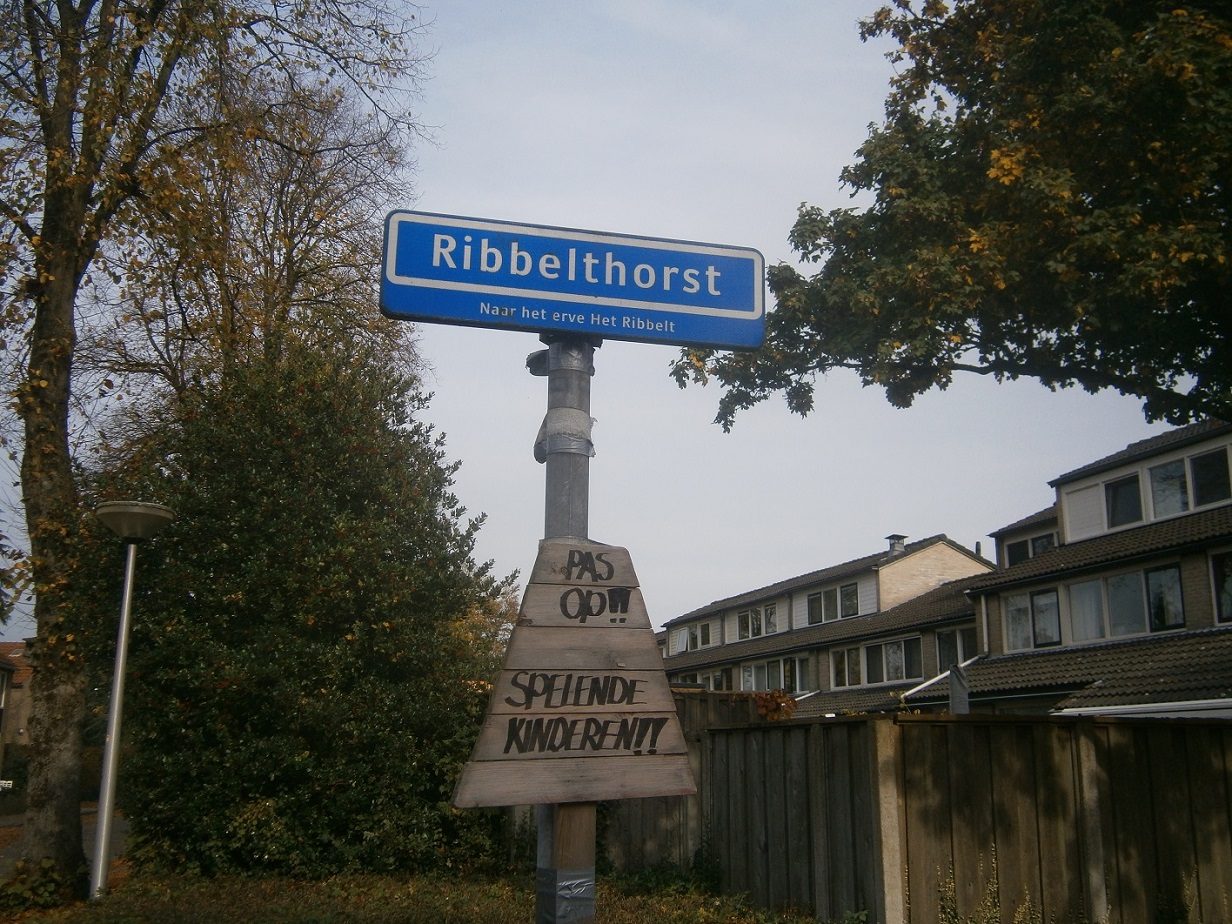 Ribbelthorst
Naar het erve Het Ribbelt
PAS
OP!!
SPELENDE
KINDEREN!!